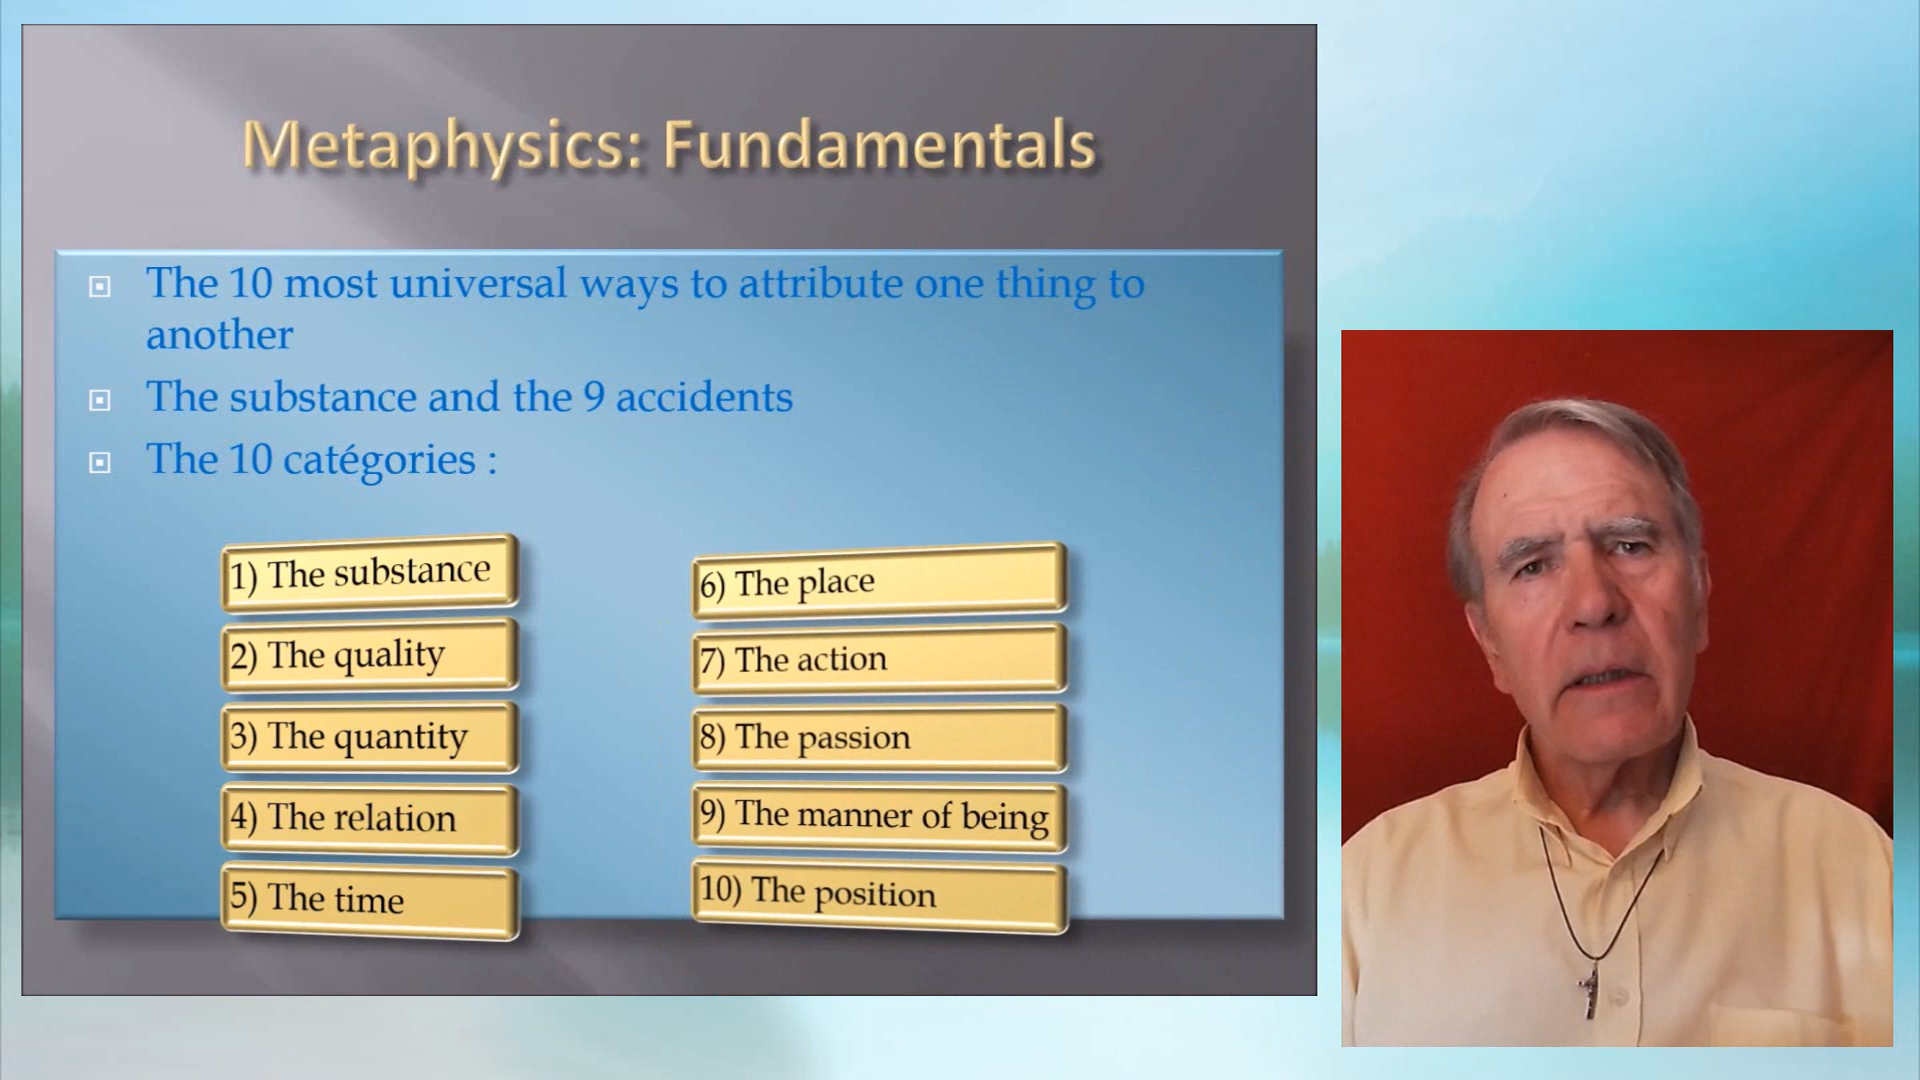 Metaphysics: Fundamentals
The 10 most universal ways to attribute one thing to
another
The substance and the 9 accidents
The 10 catégories :
1) The substance
2) The quality
3) The quantity
4) The relation
5) The time
6) The place
7) The action
8) The passion
9) The manner of being
10) The position